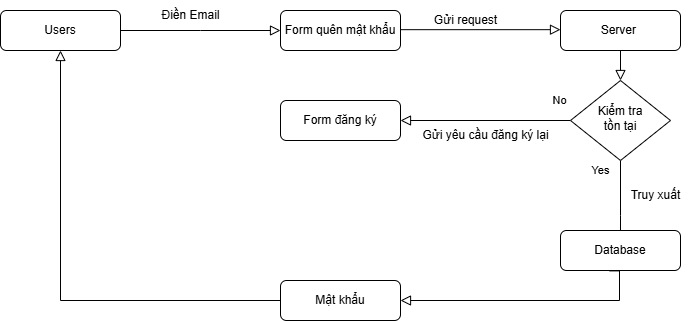 Điền Email
Gửi request
Users
Form quên mật khẩu
Server
No
Kiểm tra
tồn tại
Form đăng ký
Gửi yêu cầu đăng ký lại
Yes
Truy xuất
Database
Mật khẩu